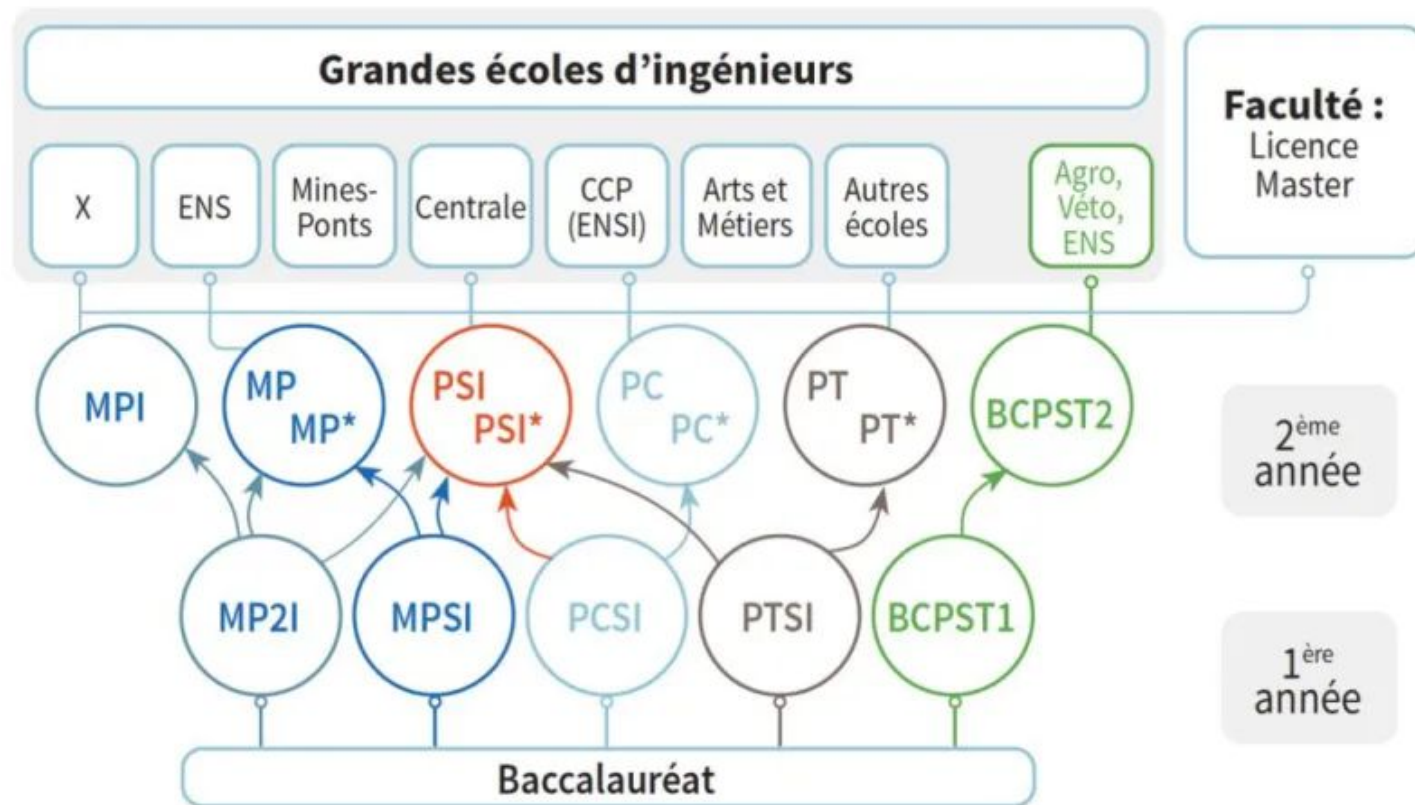 Grandes écoles d'ingénieurs
Faculté :
Licence
Master
X
ENS
Mines-
Ponts
Centrale
CCP
(ENSI)
Arts et
Métiers
Autres
écoles
Agro,
Véto,
ENS
MPI
MP
MP*
PSI
PSI*
PC
PC*
PT
PT*
BCPST2
2ème
année
MP2I
MPSI
PCSI
PTSI
BCPST1
1ère
année
Baccalauréat